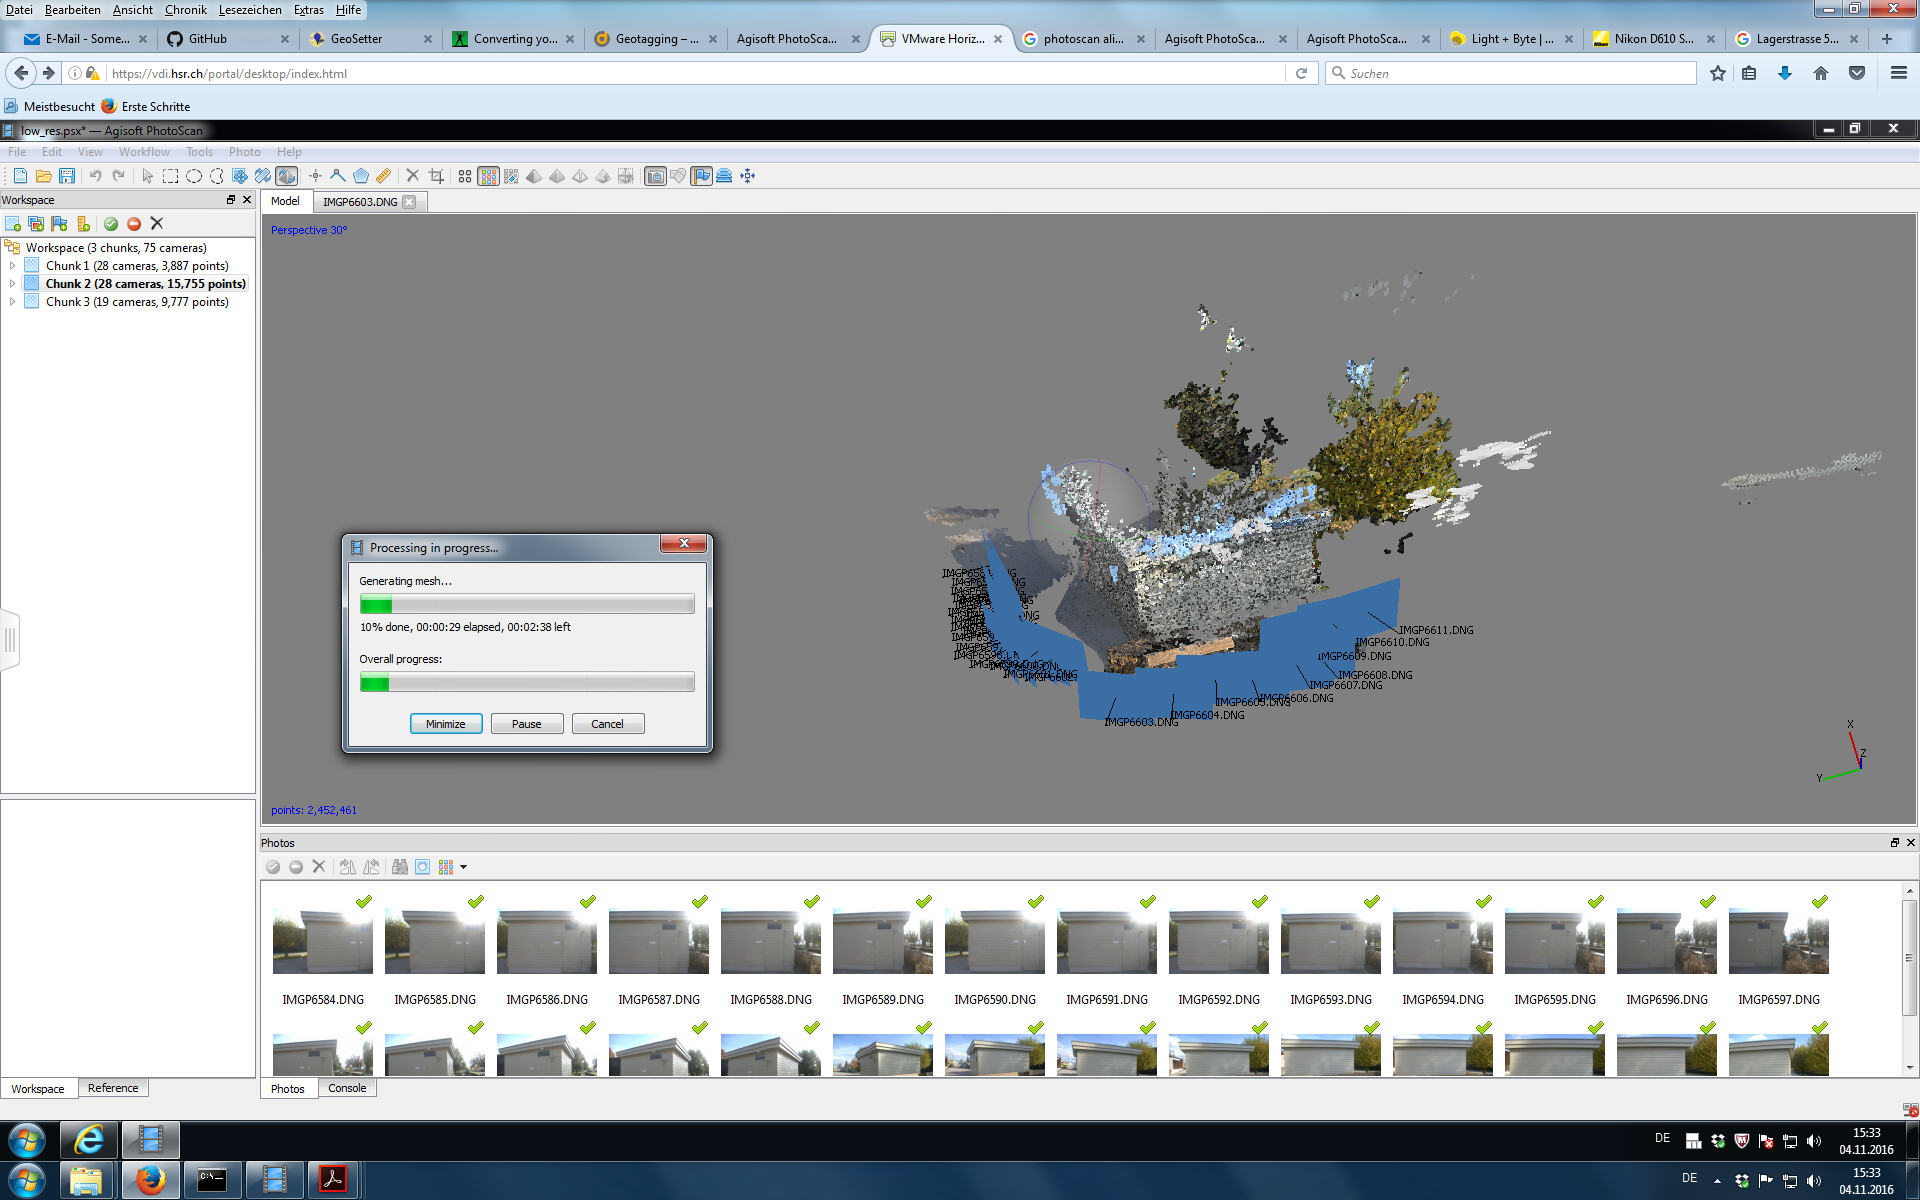 Datei Bearbeiten Ansicht Chronik Lesezeichen Extras Hilfe
E-Mail - Some... GitHub GeoSetter Converting yo... Geotagging – ... Agisoft PhotoSca... VMware Horiz... photoscan ali... Agisoft PhotoSca... Agisoft PhotoSca... Light + Byte | ... Nikon D610 S... Lagerstrasse 5...
https://vdi.hsr.ch/portal/desktop/index.html Suchen
Meistbesucht Erste Schritte
low_res.psx* — Agisoft PhotoScan
File Edit View Workflow Tools Photo Help
Workspace
Model IMGP6603.DNG
Perspective 30°
Workspace (3 chunks, 75 cameras)
Chunk 1 (28 cameras, 3,887 points)
Chunk 2 (28 cameras, 15,755 points)
Chunk 3 (19 cameras, 9,777 points)
Processing in progress...
Generating mesh...
10% done, 00:00:29 elapsed, 00:02:38 left
Overall progress:
Minimize Pause Cancel
IMGP6611.DNG
IMGP6610.DNG
IMGP6609.DNG
IMGP6608.DNG
IMGP6607.DNG
IMGP6606.DNG
IMGP6605.DNG
IMGP6604.DNG
IMGP6603.DNG
X
Z
Y
points: 2,452,461
Photos
IMGP6584.DNG IMGP6585.DNG IMGP6586.DNG IMGP6587.DNG IMGP6588.DNG IMGP6589.DNG IMGP6590.DNG IMGP6591.DNG IMGP6592.DNG IMGP6593.DNG IMGP6594.DNG IMGP6595.DNG IMGP6596.DNG IMGP6597.DNG
Workspace Reference
Photos Console
DE 15:33
04.11.2016
DE 15:33
04.11.2016